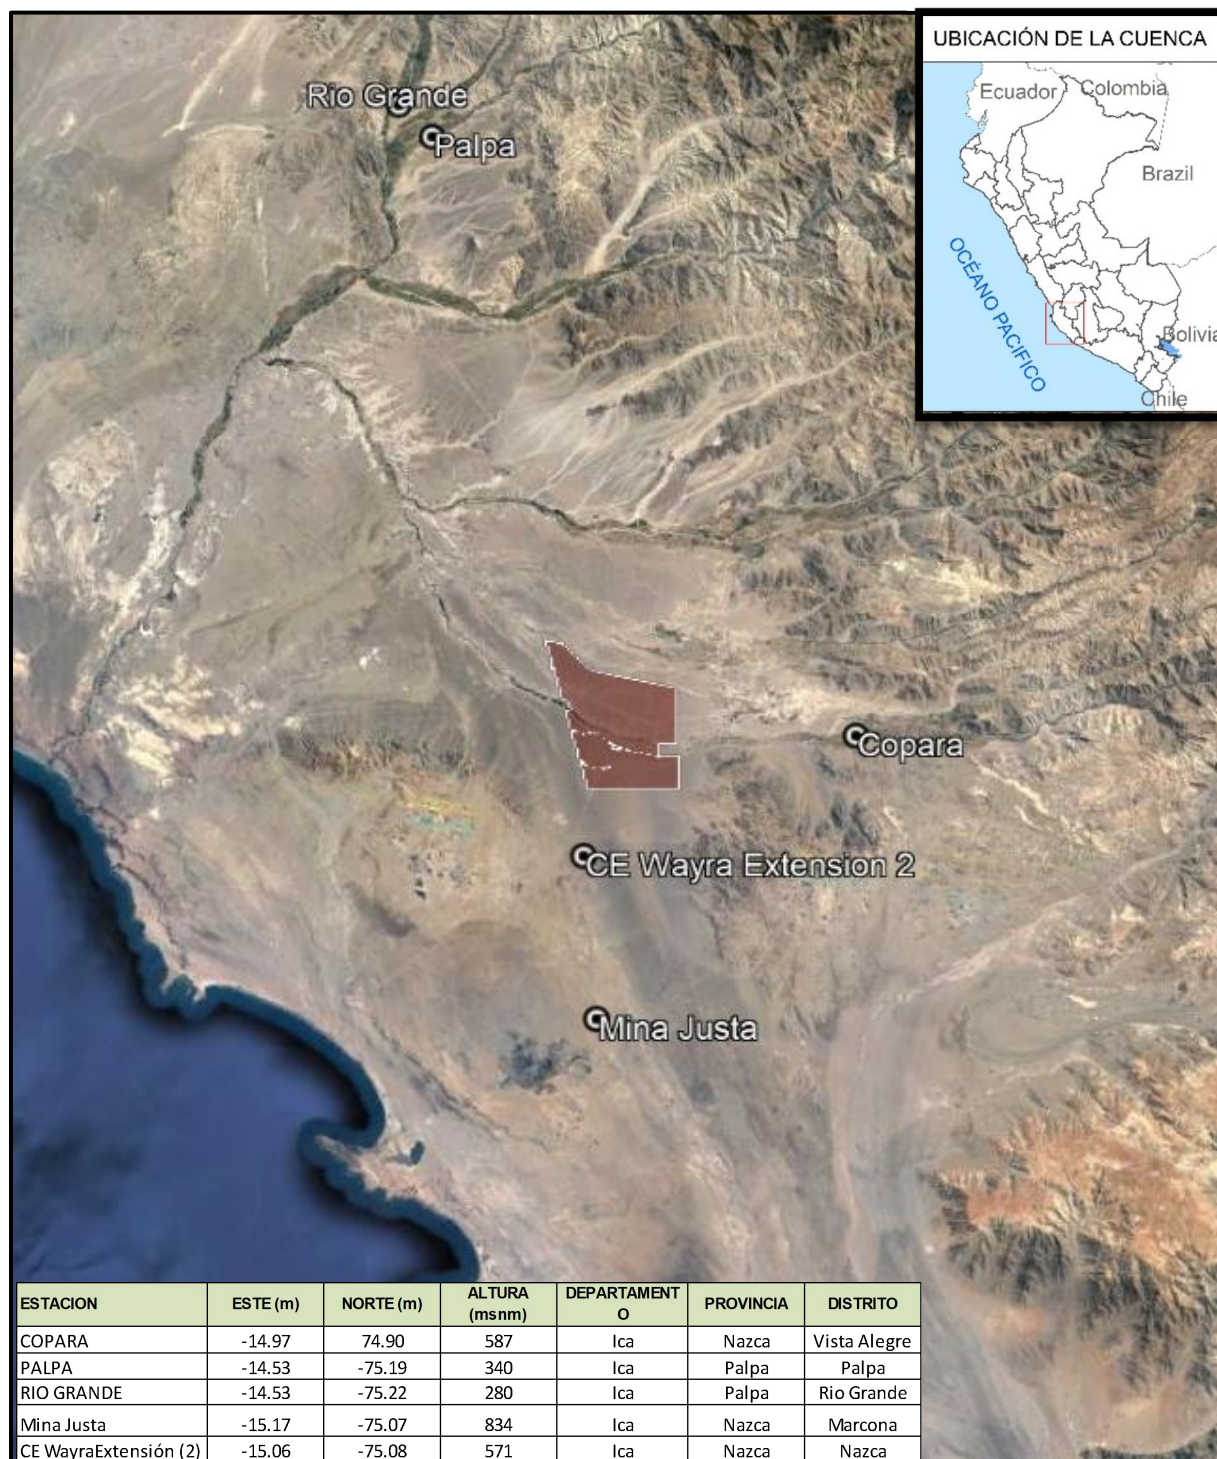 UBICACIÓN DE LA CUENCA
Ecuador
Colombia
Brazil
OCÉANO PACIFICO
Bolivia
Chile
Rio Grande
Palpa
Copara
CE Wayra Extension 2
Mina Justa
ESTACION ESTE (m) NORTE (m) ALTURA (msnm) DEPARTAMENTO PROVINCIA DISTRITO
COPARA -14.97 74.90 587 Ica Nazca Vista Alegre
PALPA -14.53 -75.19 340 Ica Palpa Palpa
RIO GRANDE -14.53 -75.22 280 Ica Palpa Rio Grande
Mina Justa -15.17 -75.07 834 Ica Nazca Marcona
CE WayraExtensión (2) -15.06 -75.08 571 Ica Nazca Nazca